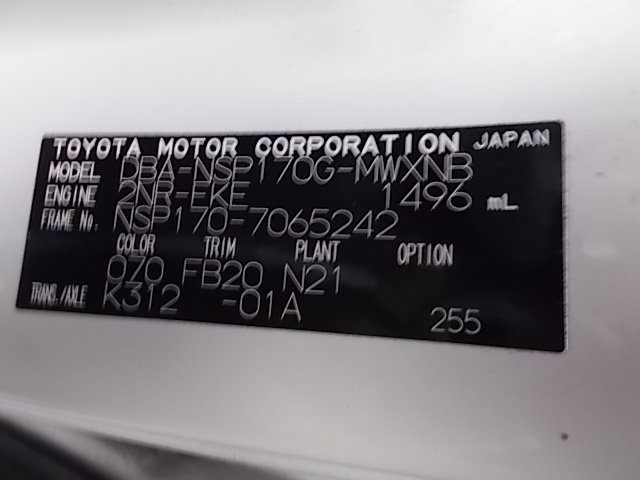 TOYOTA MOTOR CORPORATION JAPAN
MODEL DBA-NSP170G-MWXNB
ENGINE 2NR-FKE 1496 mL
FRAME No. NSP170-7065242
COLOR TRIM PLANT OPTION
070 FB20 N21
TRANS./AXLE K312 -01A
255